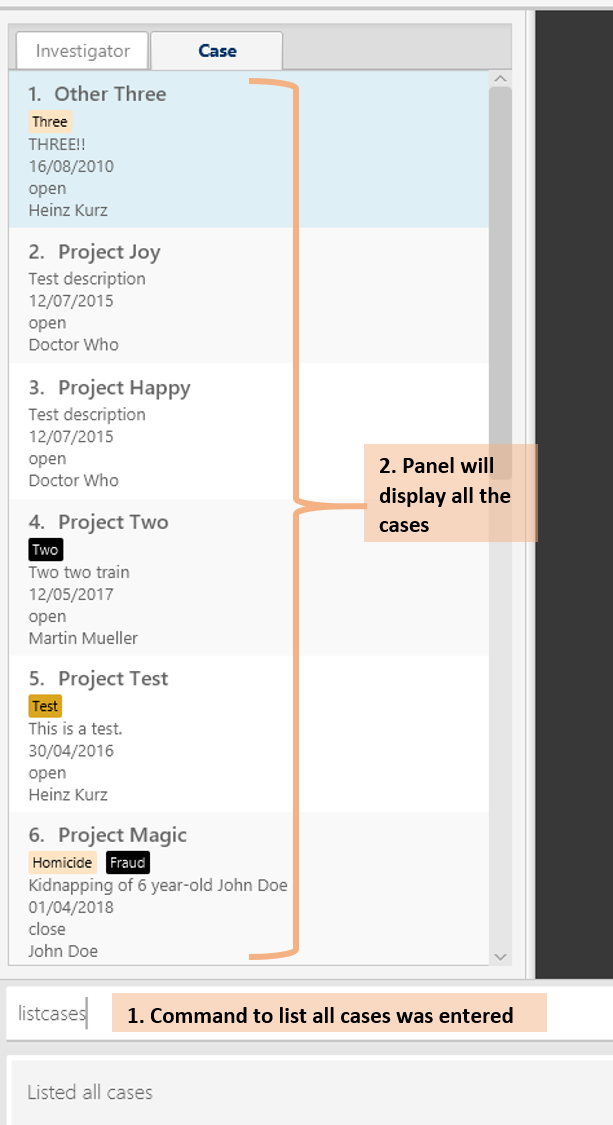 Investigator
Case
1. Other Three
Three
THREE!!
16/08/2010
open
Heinz Kurz
2. Project Joy
Test description
12/07/2015
open
Doctor Who
3. Project Happy
Test description
12/07/2015
open
Doctor Who
2. Panel will
display all the
cases
4. Project Two
Two
Two two train
12/05/2017
open
Martin Mueller
5. Project Test
Test
This is a test.
30/04/2016
open
Heinz Kurz
6. Project Magic
Homicide Fraud
Kidnapping of 6 year-old John Doe
01/04/2018
close
John Doe
listcases
1. Command to list all cases was entered
Listed all cases